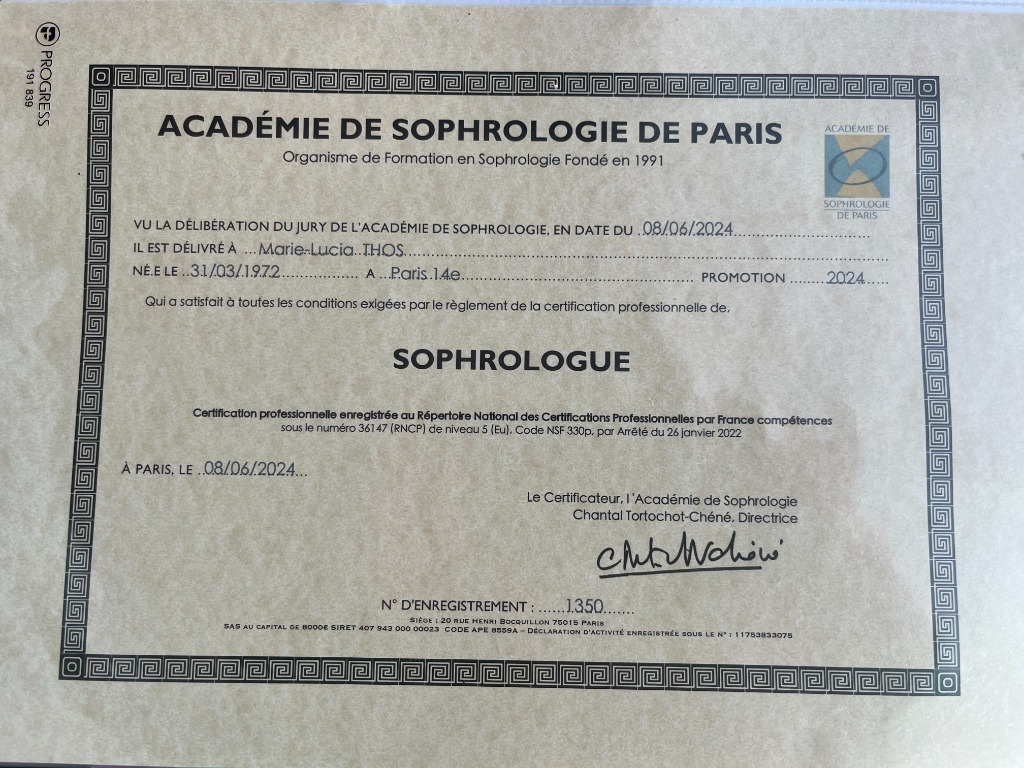 PROGRESS
191 839
ACADÉMIE DE SOPHROLOGIE DE PARIS
Organisme de Formation en Sophrologie Fondé en 1991
ACADÉMIE DE
SOPHROLOGIE
DE PARIS
VU LA DÉLIBÉRATION DU JURY DE L'ACADÉMIE DE SOPHROLOGIE, EN DATE DU ..08/06/2024..............................
IL EST DÉLIVRÉ À ....Marie-Lucia..THOS..............................
NÉ.E LE ..31/03/1972.................. A ...Paris.14e.............................. PROMOTION .........2024......
Qui a satisfait à toutes les conditions exigées par le règlement de la certification professionnelle de,
SOPHROLOGUE
Certification professionnelle enregistrée au Répertoire National des Certifications Professionnelles par France compétences
sous le numéro 36147 (RNCP) de niveau 5 (Eu), Code NSF 330p, par Arrêté du 26 janvier 2022
À PARIS, LE ..08/06/2024...
Le Certificateur, l'Académie de Sophrologie
Chantal Tortochot-Chéné, Directrice
N° D'ENREGISTREMENT : ......1350.......
SIÈGE : 20 RUE HENRI BOCQUILLON 75015 PARIS
SAS AU CAPITAL DE 8000€ SIRET 407 943 000 00023 CODE APE 8559A – DÉCLARATION D'ACTIVITÉ ENREGISTRÉE SOUS LE N° : 11753833075